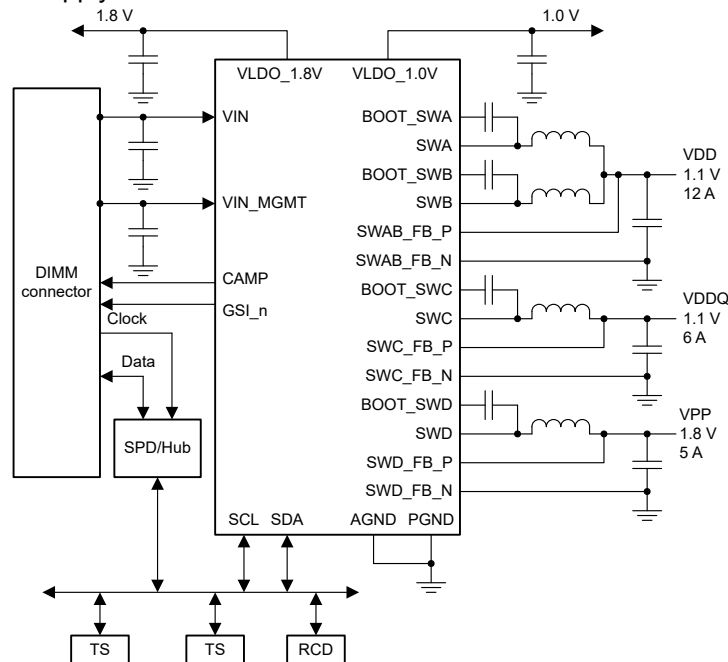 1.8 V
1.0 V
VLDO_1.8V
VLDO_1.0V
VIN
VIN_MGMT
CAMP
GSI_n
DIMM
connector
Clock
Data
SPD/Hub
BOOT_SWA
SWA
BOOT_SWB
SWB
SWAB_FB_P
SWAB_FB_N
BOOT_SWC
SWC
SWC_FB_P
SWC_FB_N
BOOT_SWD
SWD
SWD_FB_P
SWD_FB_N
VDD
1.1 V
12 A
VDDQ
1.1 V
6 A
VPP
1.8 V
5 A
SCL
SDA
AGND
PGND
TS
TS
RCD